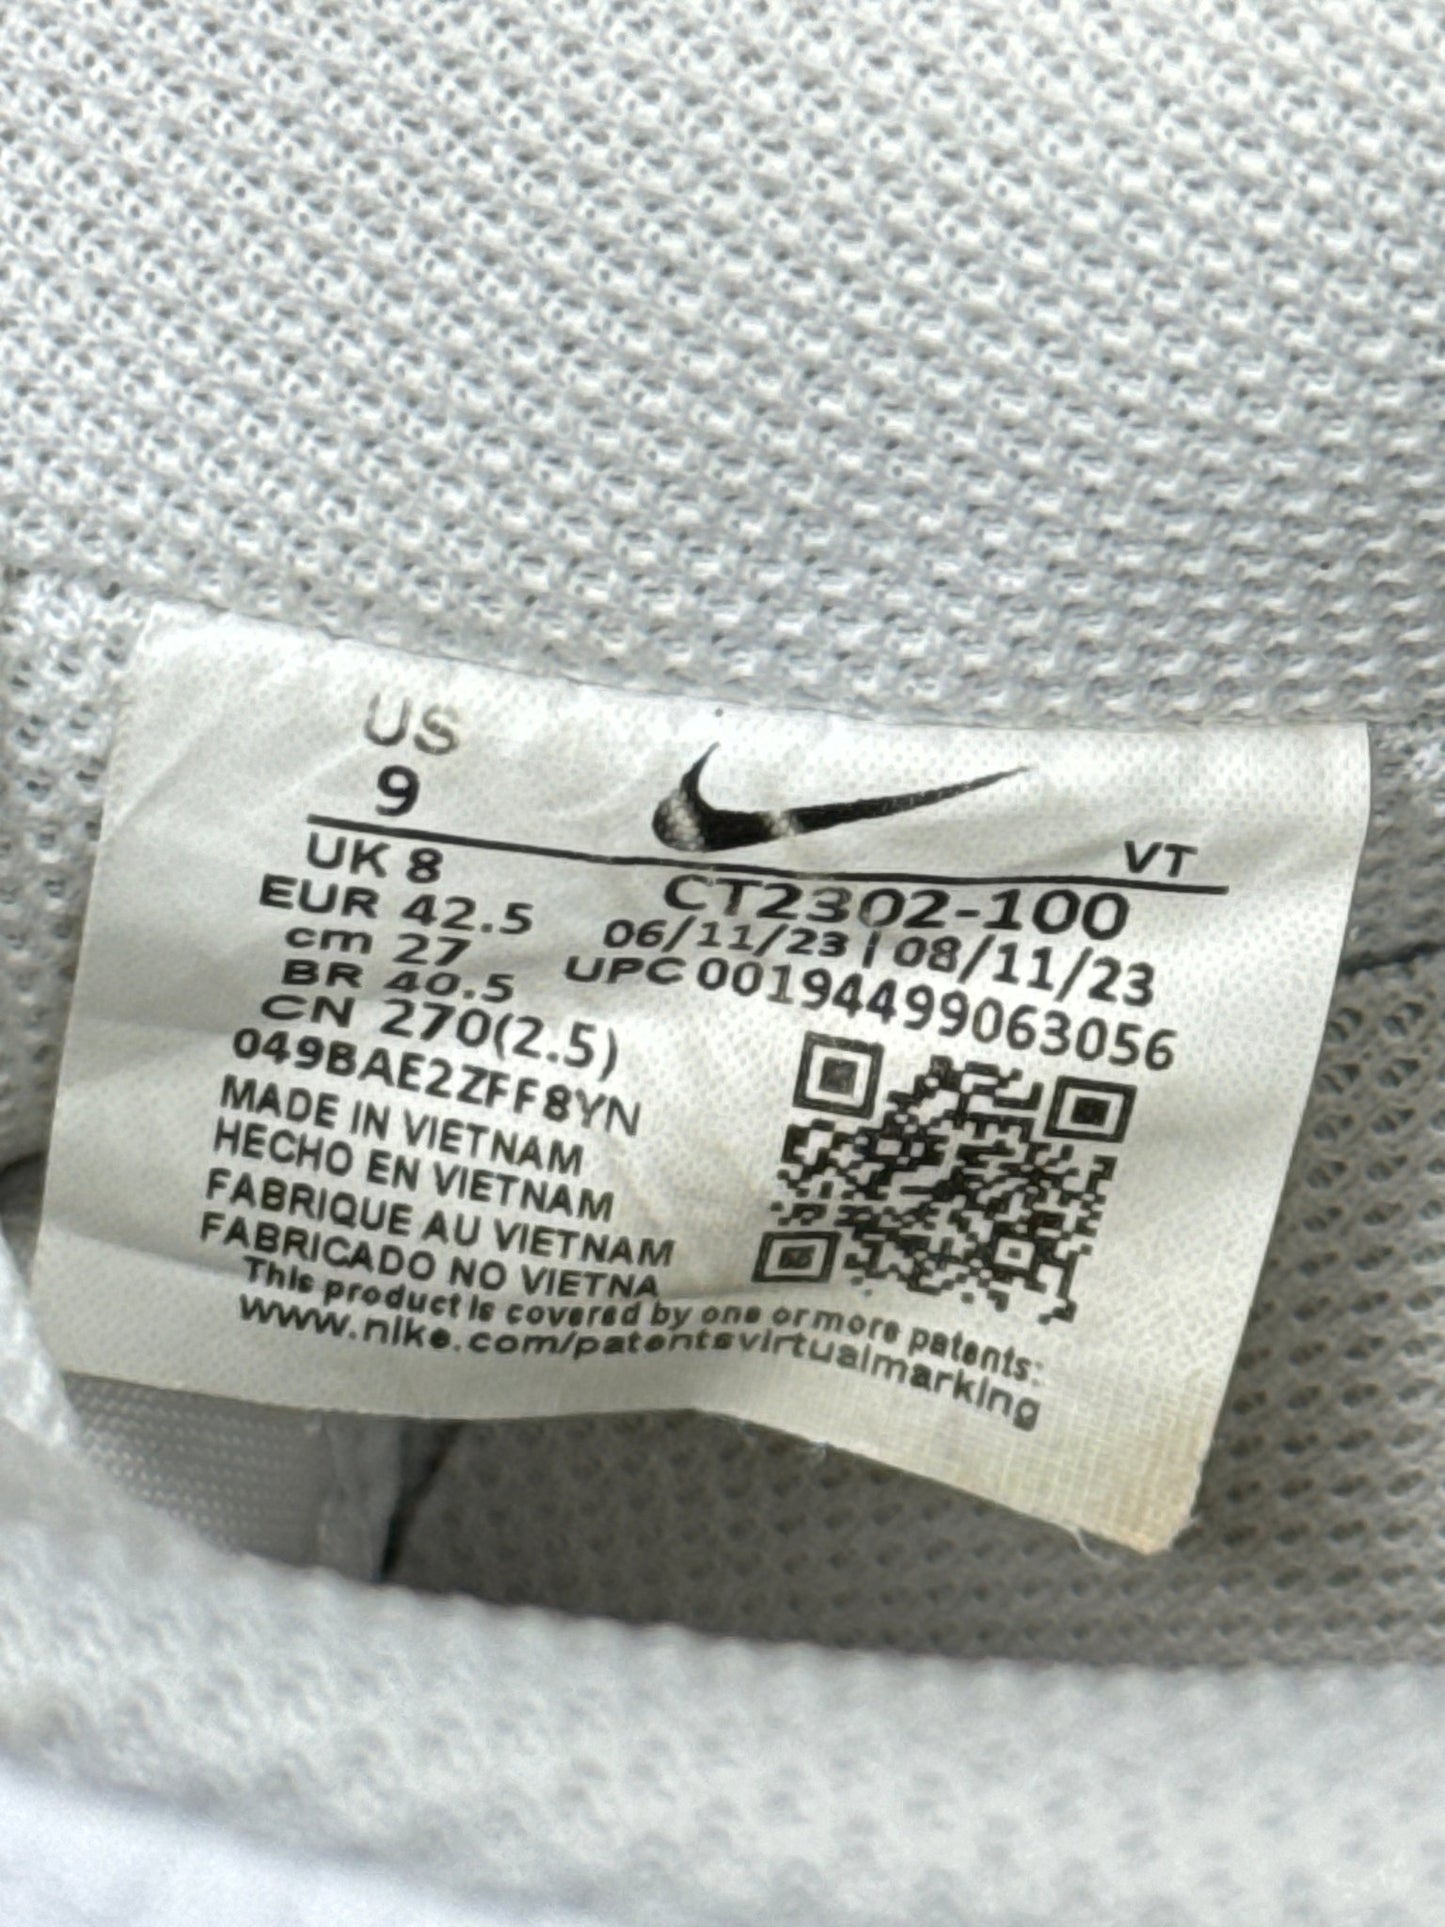 US
9
VT
UK 8
CT2302-100
EUR 42.5
06/11/23 | 08/11/23
cm 27
UPC 00194499063056
BR 40.5
CN 270(2.5)
049BAE2ZFF8YN
MADE IN VIETNAM
HECHO EN VIETNAM
FABRIQUE AU VIETNAM
FABRICADO NO VIETNA
This product is covered by one or more patents:
www.nike.com/patentsvirtualmarking